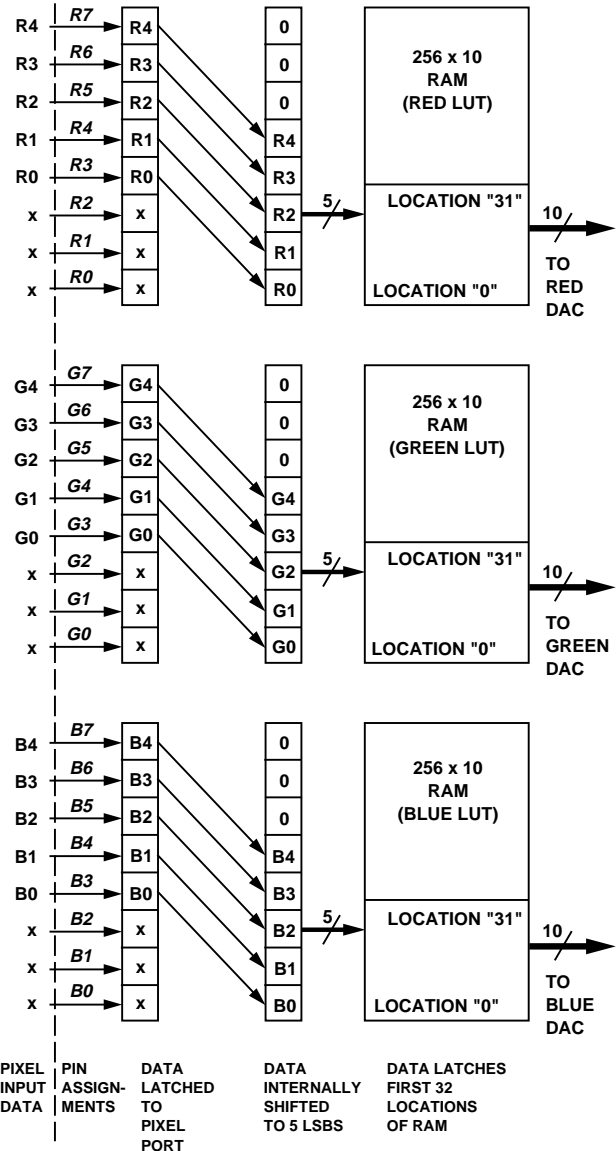 R4 R7 R4 0
R3 R6 R3 0
R2 R5 R2 0
R1 R4 R1 R4
R0 R3 R0 R3
x R2 x R2
x R1 x R1
x R0 x R0
256 x 10
RAM
(RED LUT)
5
LOCATION "31"
LOCATION "0"
10
TO
RED
DAC
G4 G7 G4 0
G3 G6 G3 0
G2 G5 G2 0
G1 G4 G1 G4
G0 G3 G0 G3
x G2 x G2
x G1 x G1
x G0 x G0
256 x 10
RAM
(GREEN LUT)
5
LOCATION "31"
LOCATION "0"
10
TO
GREEN
DAC
B4 B7 B4 0
B3 B6 B3 0
B2 B5 B2 0
B1 B4 B1 B4
B0 B3 B0 B3
x B2 x B2
x B1 x B1
x B0 x B0
256 x 10
RAM
(BLUE LUT)
5
LOCATION "31"
LOCATION "0"
10
TO
BLUE
DAC
PIXEL
INPUT
DATA
PIN
ASSIGN-
MENTS
DATA
LATCHED
TO
PIXEL
PORT
DATA
INTERNALLY
SHIFTED
TO 5 LSBS
DATA LATCHES
FIRST 32
LOCATIONS
OF RAM